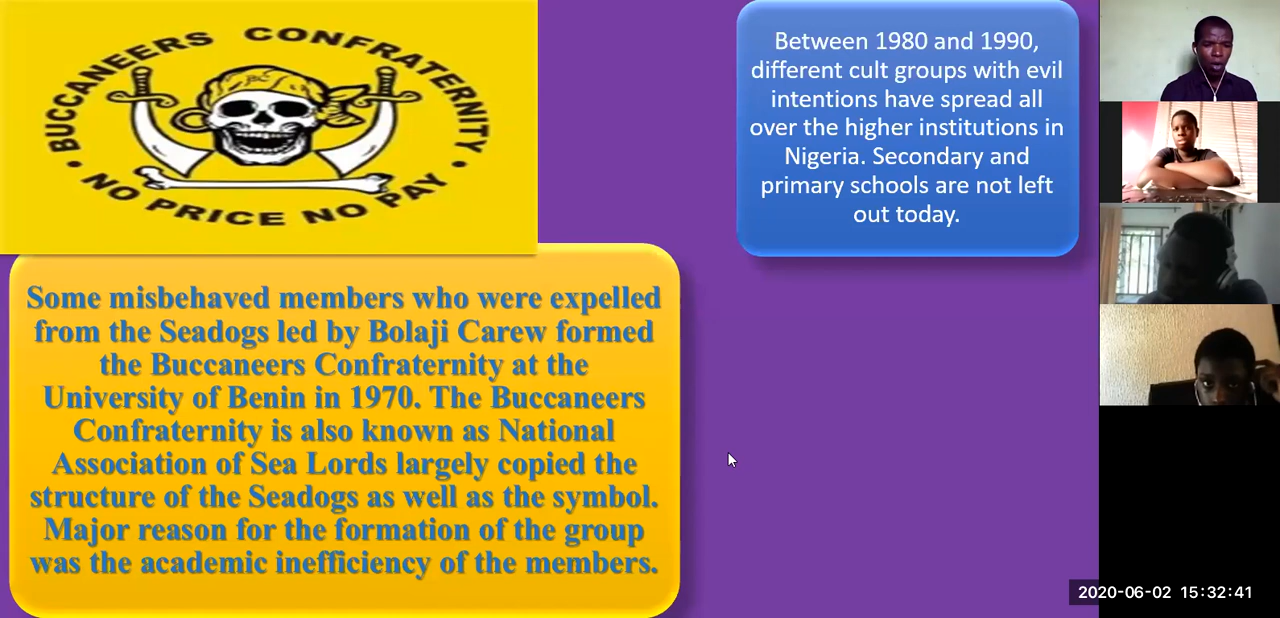 BUCCANEERS CONFRATERNITY
BC
NO PRICE NO PAY
Between 1980 and 1990,
different cult groups with evil
intentions have spread all
over the higher institutions in
Nigeria. Secondary and
primary schools are not left
out today.
Some misbehaved members who were expelled
from the Seadogs led by Bolaji Carew formed
the Buccaneers Confraternity at the
University of Benin in 1970. The Buccaneers
Confraternity is also known as National
Association of Sea Lords largely copied the
structure of the Seadogs as well as the symbol.
Major reason for the formation of the group
was the academic inefficiency of the members.
2020-06-02 15:32:41